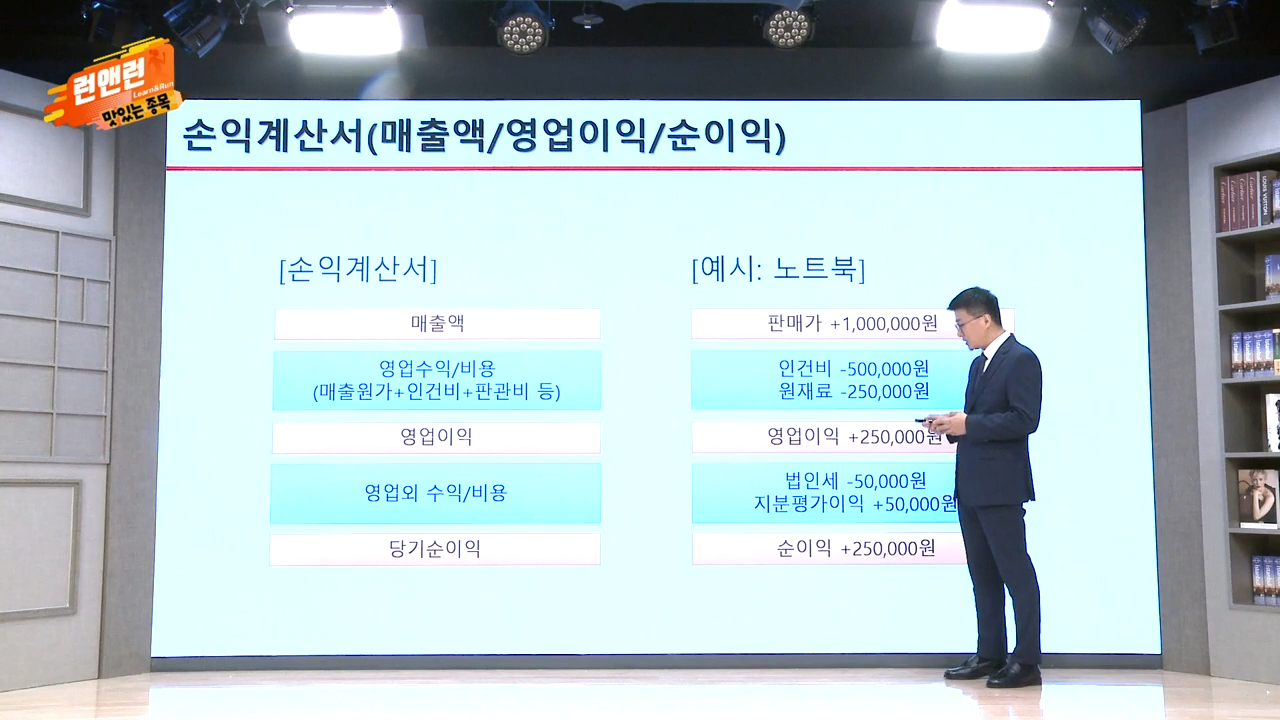 런앤런
Learn&Run
맛있는 종목
손익계산서(매출액/영업이익/순이익)
[손익계산서]
매출액
영업수익/비용
(매출원가+인건비+판관비 등)
영업이익
영업외 수익/비용
당기순이익
[예시: 노트북]
판매가 +1,000,000원
인건비 -500,000원
원재료 -250,000원
영업이익 +250,000원
법인세 -50,000원
지분평가이익 +50,000원
순이익 +250,000원
LOUIS VUITTON
Cartier
Cartier
Cartier